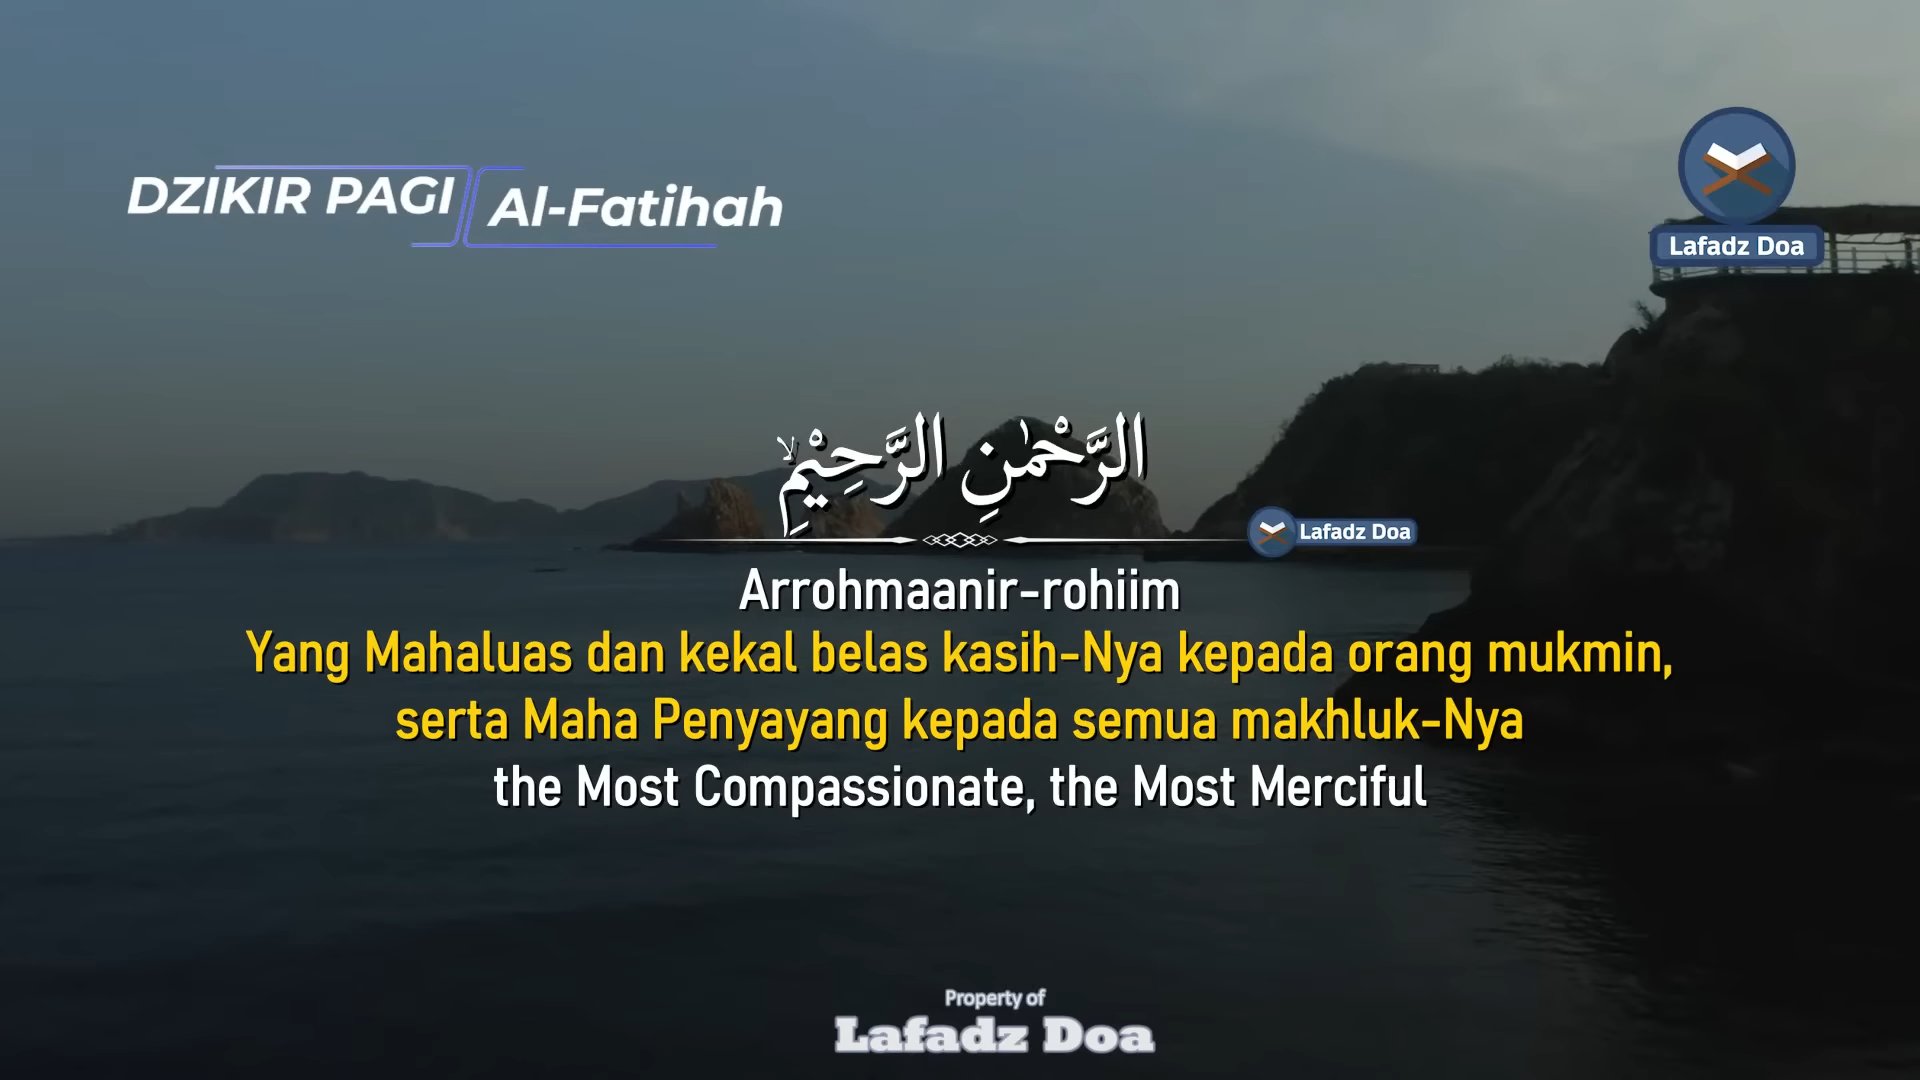 DZIKIR PAGI
Al-Fatihah
Lafadz Doa
الرَّحْمٰنِ الرَّحِيْمِۙ
Lafadz Doa
Arrohmaanir-rohiim
Yang Mahaluas dan kekal belas kasih-Nya kepada orang mukmin,
serta Maha Penyayang kepada semua makhluk-Nya
the Most Compassionate, the Most Merciful
Property of
Lafadz Doa